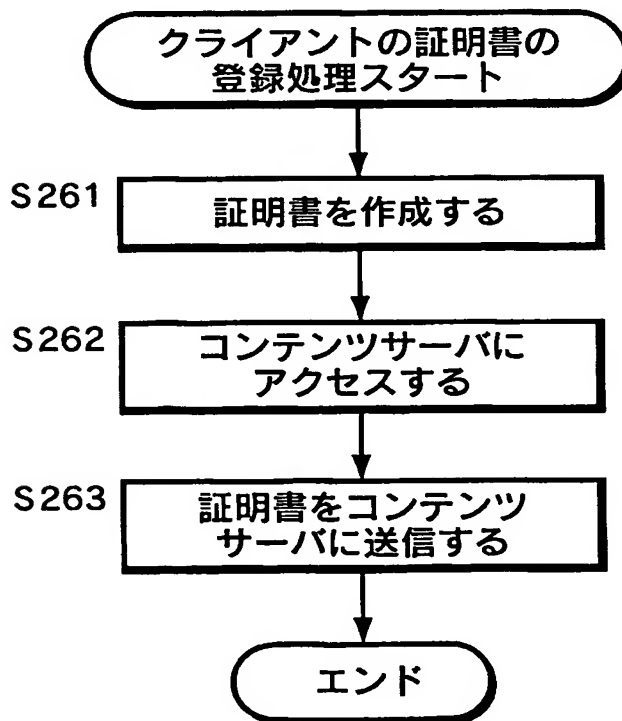 クライアントの証明書の
登録処理スタート
S261
証明書を作成する
S262
コンテンツサーバに
アクセスする
S263
証明書をコンテンツ
サーバに送信する
エンド